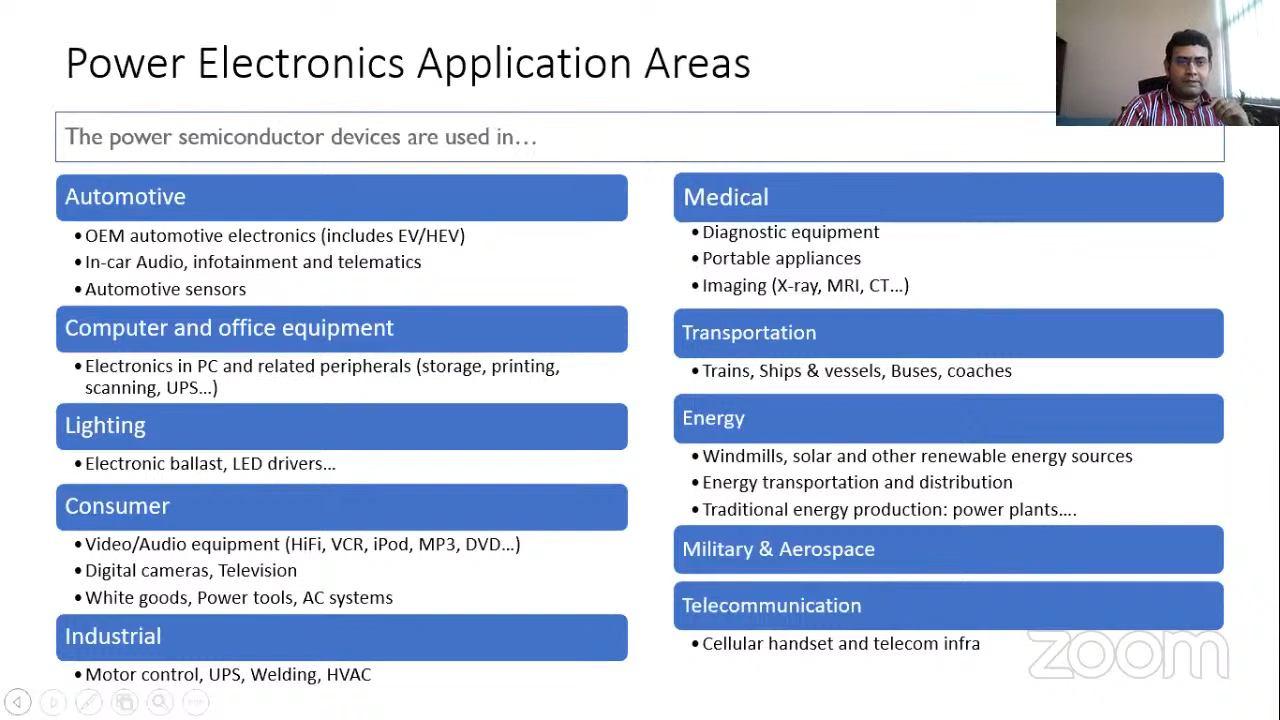 Power Electronics Application Areas
The power semiconductor devices are used in…
Automotive
•OEM automotive electronics (includes EV/HEV)
•In-car Audio, infotainment and telematics
•Automotive sensors
Computer and office equipment
•Electronics in PC and related peripherals (storage, printing,
scanning, UPS…)
Lighting
•Electronic ballast, LED drivers…
Consumer
•Video/Audio equipment (HiFi, VCR, iPod, MP3, DVD…)
•Digital cameras, Television
•White goods, Power tools, AC systems
Industrial
•Motor control, UPS, Welding, HVAC
Medical
•Diagnostic equipment
•Portable appliances
•Imaging (X-ray, MRI, CT…)
Transportation
•Trains, Ships & vessels, Buses, coaches
Energy
•Windmills, solar and other renewable energy sources
•Energy transportation and distribution
•Traditional energy production: power plants….
Military & Aerospace
Telecommunication
•Cellular handset and telecom infra
zoom